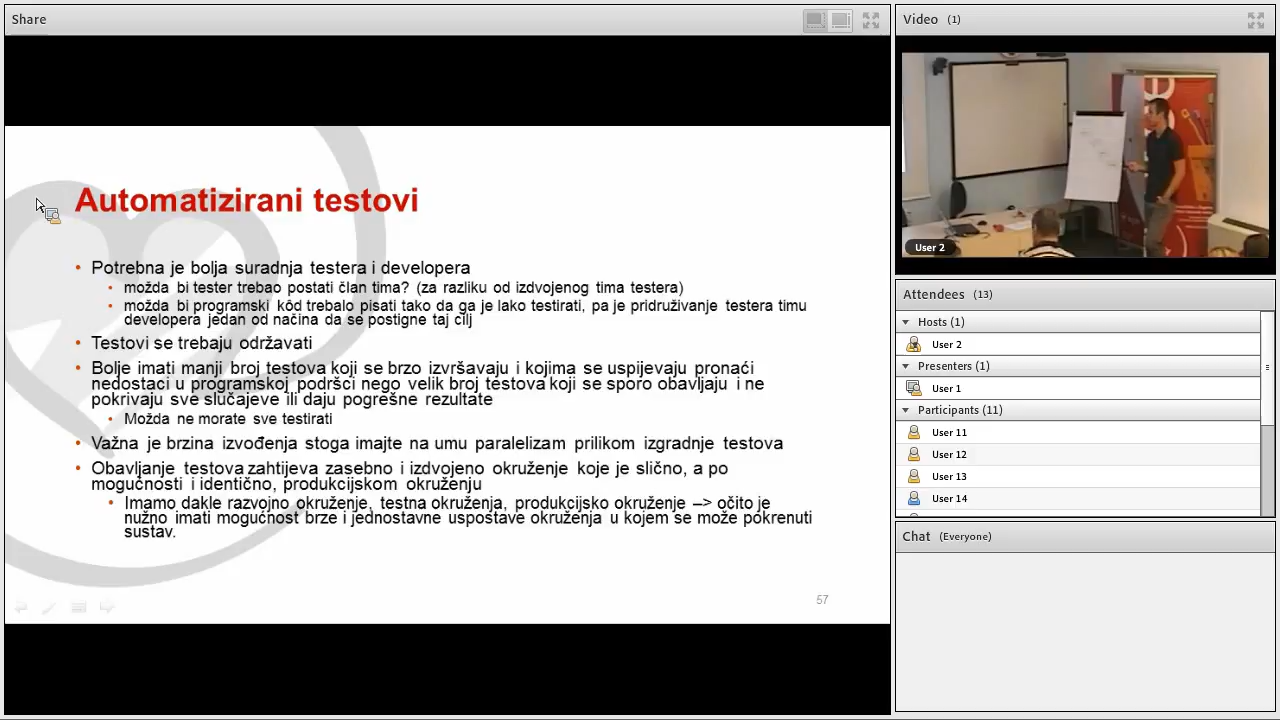 Share
Automatizirani testovi
• Potrebna je bolja suradnja testera i developera
• možda bi tester trebao postati član tima? (za razliku od izdvojenog tima testera)
• možda bi programski kôd trebalo pisati tako da ga je lako testirati, pa je pridruživanje testera timu
developera jedan od načina da se postigne taj cilj
• Testovi se trebaju održavati
• Bolje imati manji broj testova koji se brzo izvršavaju i kojima se uspijevaju pronaći
nedostaci u programskoj podršci nego velik broj testova koji se sporo obavljaju i ne
pokrivaju sve slučajeve ili daju pogrešne rezultate
• Možda ne morate sve testirati
• Važna je brzina izvođenja stoga imajte na umu paralelizam prilikom izgradnje testova
• Obavljanje testova zahtijeva zasebno i izdvojeno okruženje koje je slično, a po
mogućnosti i identično, produkcijskom okruženju
• Imamo dakle razvojno okruženje, testna okruženja, produkcijsko okruženje –> očito je
nužno imati mogućnost brze i jednostavne uspostave okruženja u kojem se može pokrenuti
sustav.
57
Video (1)
User 2
Attendees (13)
Hosts (1)
User 2
Presenters (1)
User 1
Participants (11)
User 11
User 12
User 13
User 14
Chat (Everyone)